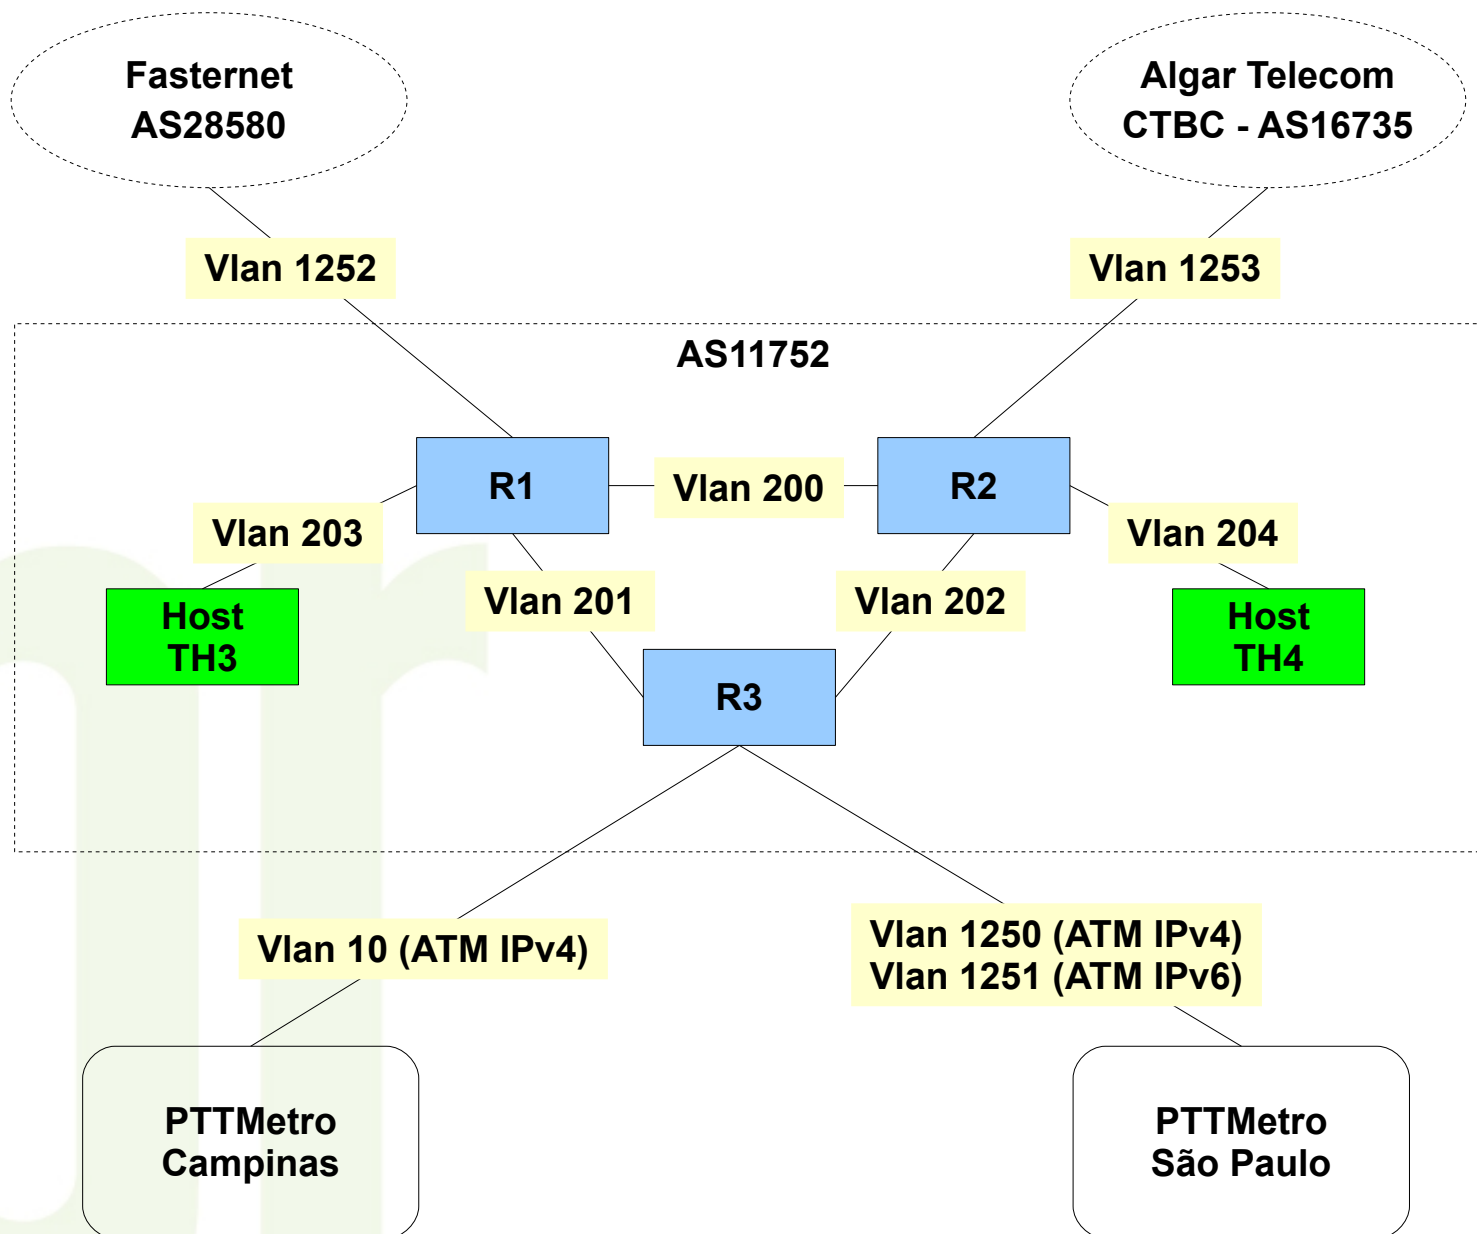 Fasternet
AS28580
Algar Telecom
CTBC - AS16735
Vlan 1252
Vlan 1253
AS11752
R1
Vlan 200
R2
Vlan 203
Vlan 204
Vlan 201
Vlan 202
Host
TH3
Host
TH4
R3
Vlan 10 (ATM IPv4)
Vlan 1250 (ATM IPv4)
Vlan 1251 (ATM IPv6)
PTTMetro
Campinas
PTTMetro
São Paulo